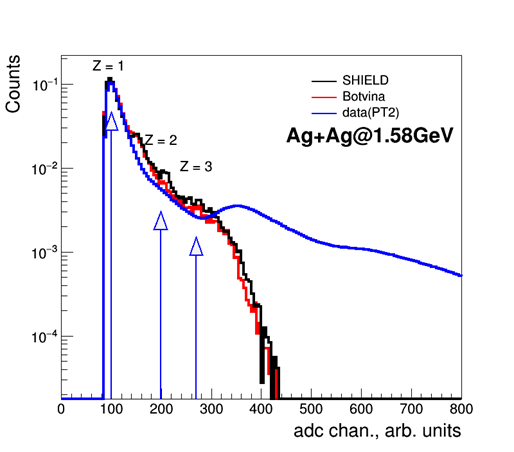 Counts
Z = 1
SHIELD
Botvina
data(PT2)
Ag+Ag@1.58GeV
Z = 2
Z = 3
10⁻¹
10⁻²
10⁻³
10⁻⁴
0 100 200 300 400 500 600 700 800
adc chan., arb. units